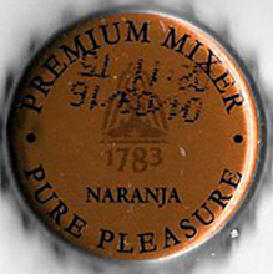 PREMIUM MIXER
1783
NARANJA
PURE PLEASURE